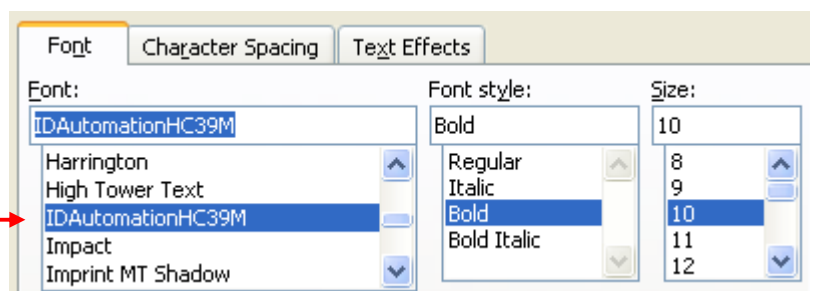 Font Character Spacing Text Effects
Font: Font style: Size:
IDAutomationHC39M Bold 10
Harrington Regular 8
High Tower Text Italic 9
IDAutomationHC39M Bold 10
Impact Bold Italic 11
Imprint MT Shadow 12